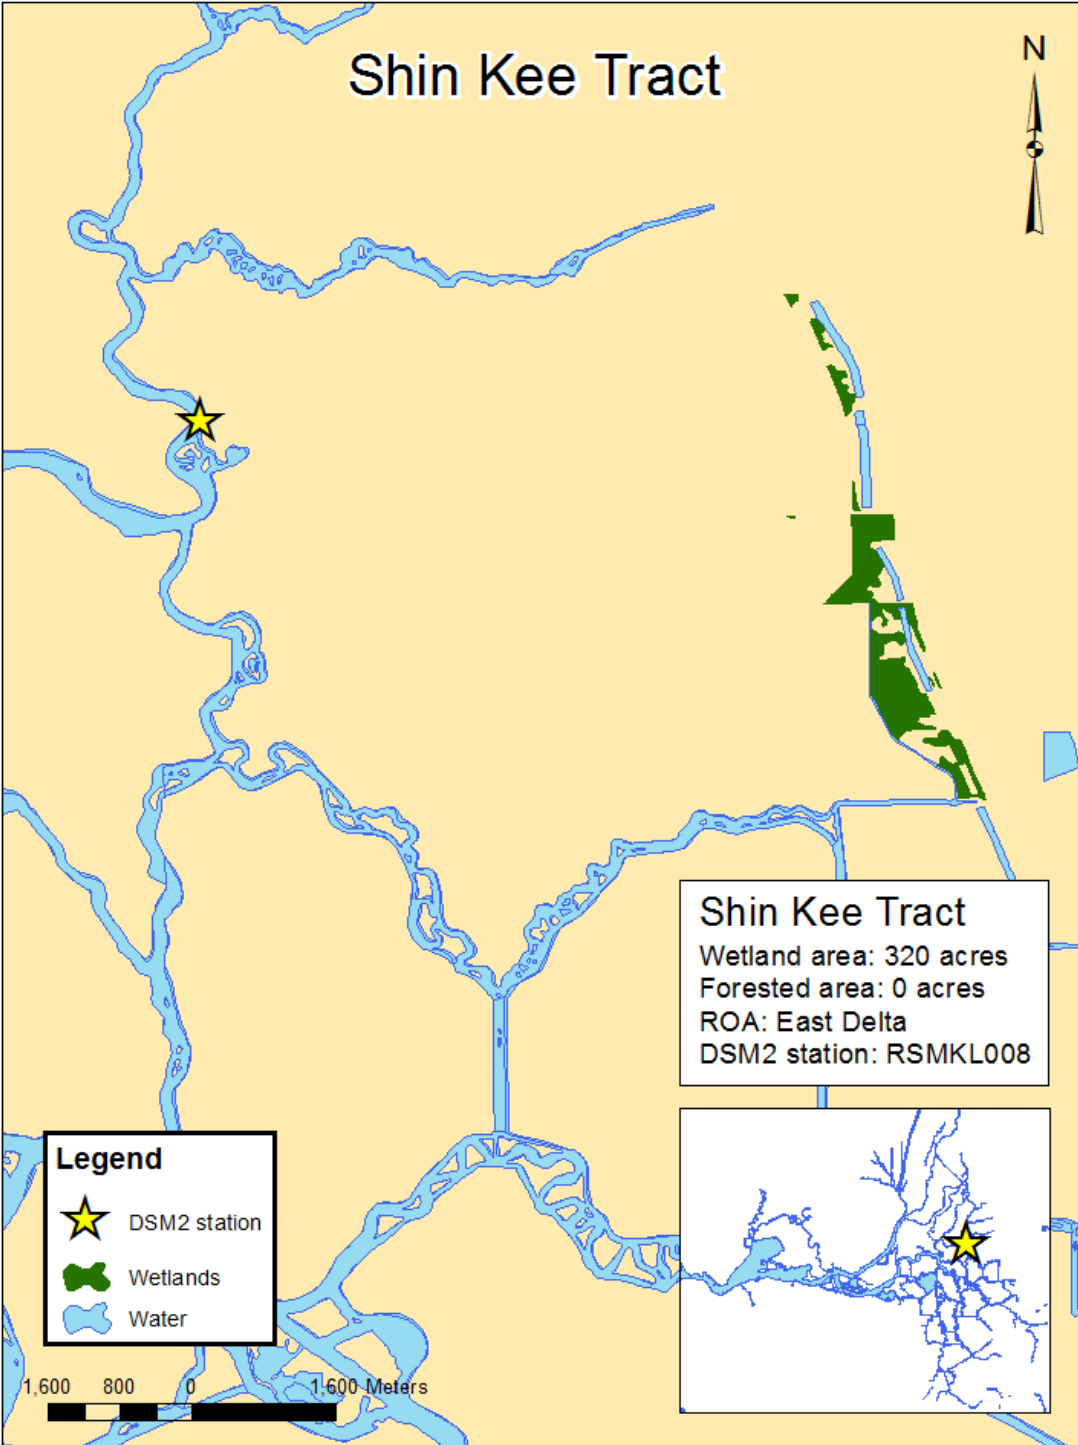 Shin Kee Tract
N
Shin Kee Tract
Wetland area: 320 acres
Forested area: 0 acres
ROA: East Delta
DSM2 station: RSMKL008
Legend
DSM2 station
Wetlands
Water
1,600 800 0 1,600 Meters